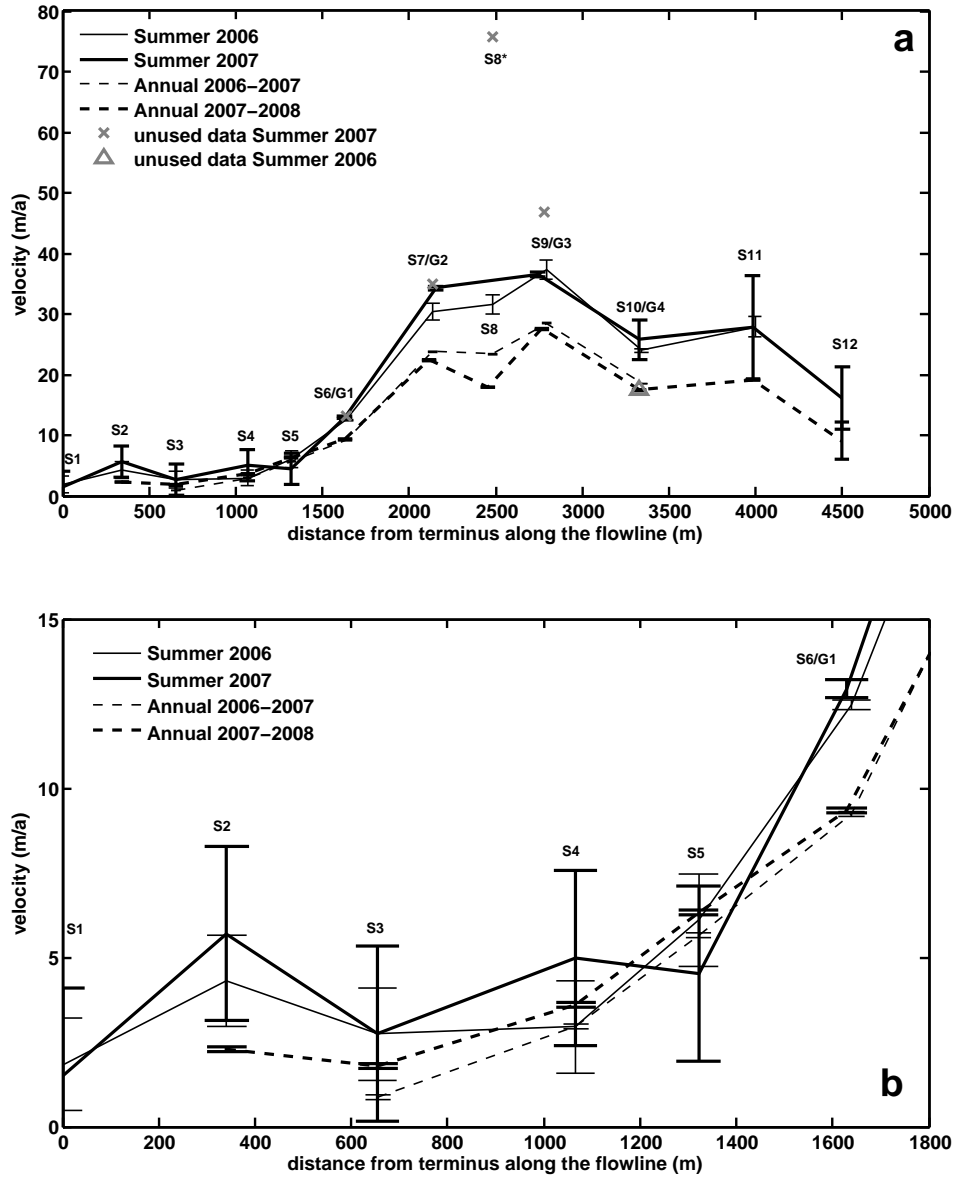 a
80
70
60
50
40
30
20
10
0
velocity (m/a)
Summer 2006
Summer 2007
Annual 2006–2007
Annual 2007–2008
unused data Summer 2007
unused data Summer 2006
S8*
S1
S2
S3
S4
S5
S6/G1
S7/G2
S8
S9/G3
S10/G4
S11
S12
0 500 1000 1500 2000 2500 3000 3500 4000 4500 5000
distance from terminus along the flowline (m)
15
10
5
0
velocity (m/a)
Summer 2006
Summer 2007
Annual 2006–2007
Annual 2007–2008
S1
S2
S3
S4
S5
S6/G1
b
0 200 400 600 800 1000 1200 1400 1600 1800
distance from terminus along the flowline (m)